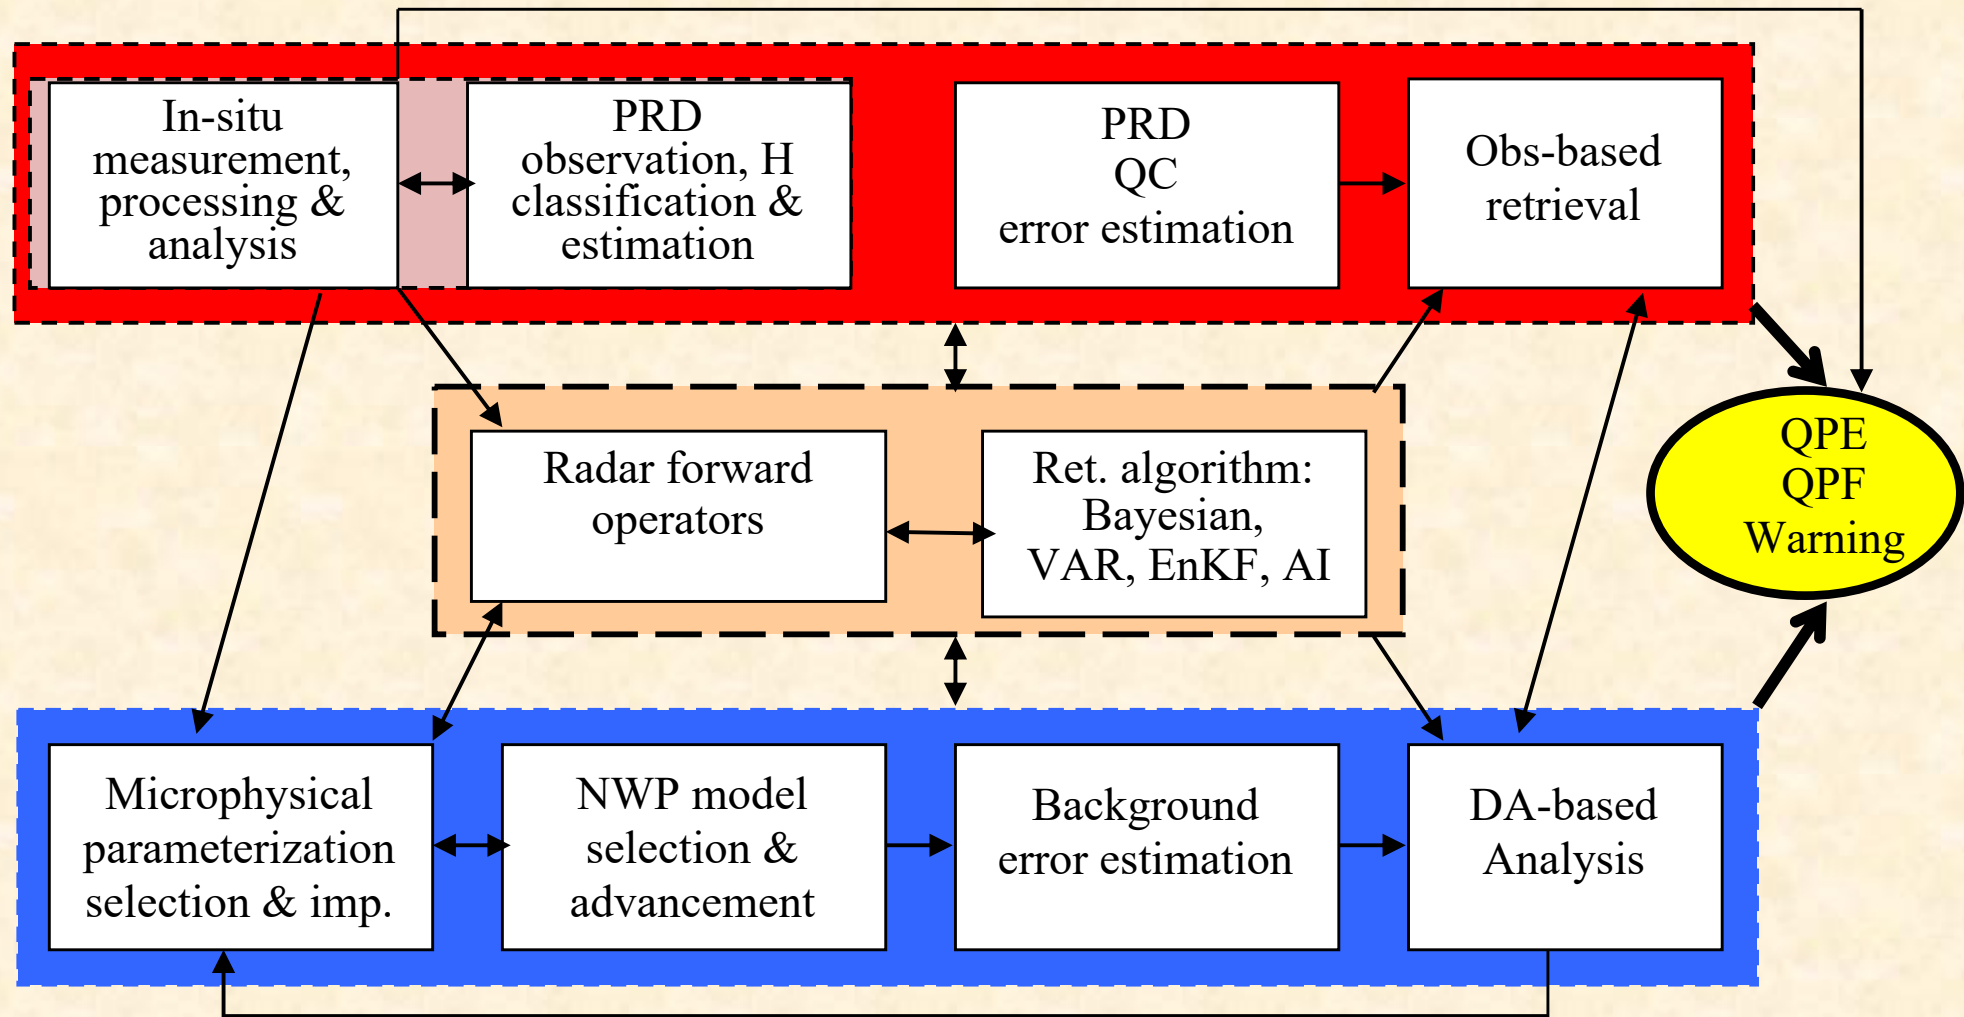 In-situ
measurement,
processing &
analysis
PRD
observation, H
classification &
estimation
PRD
QC
error estimation
Obs-based
retrieval
Radar forward
operators
Ret. algorithm:
Bayesian,
VAR, EnKF, AI
QPE
QPF
Warning
Microphysical
parameterization
selection & imp.
NWP model
selection &
advancement
Background
error estimation
DA-based
Analysis